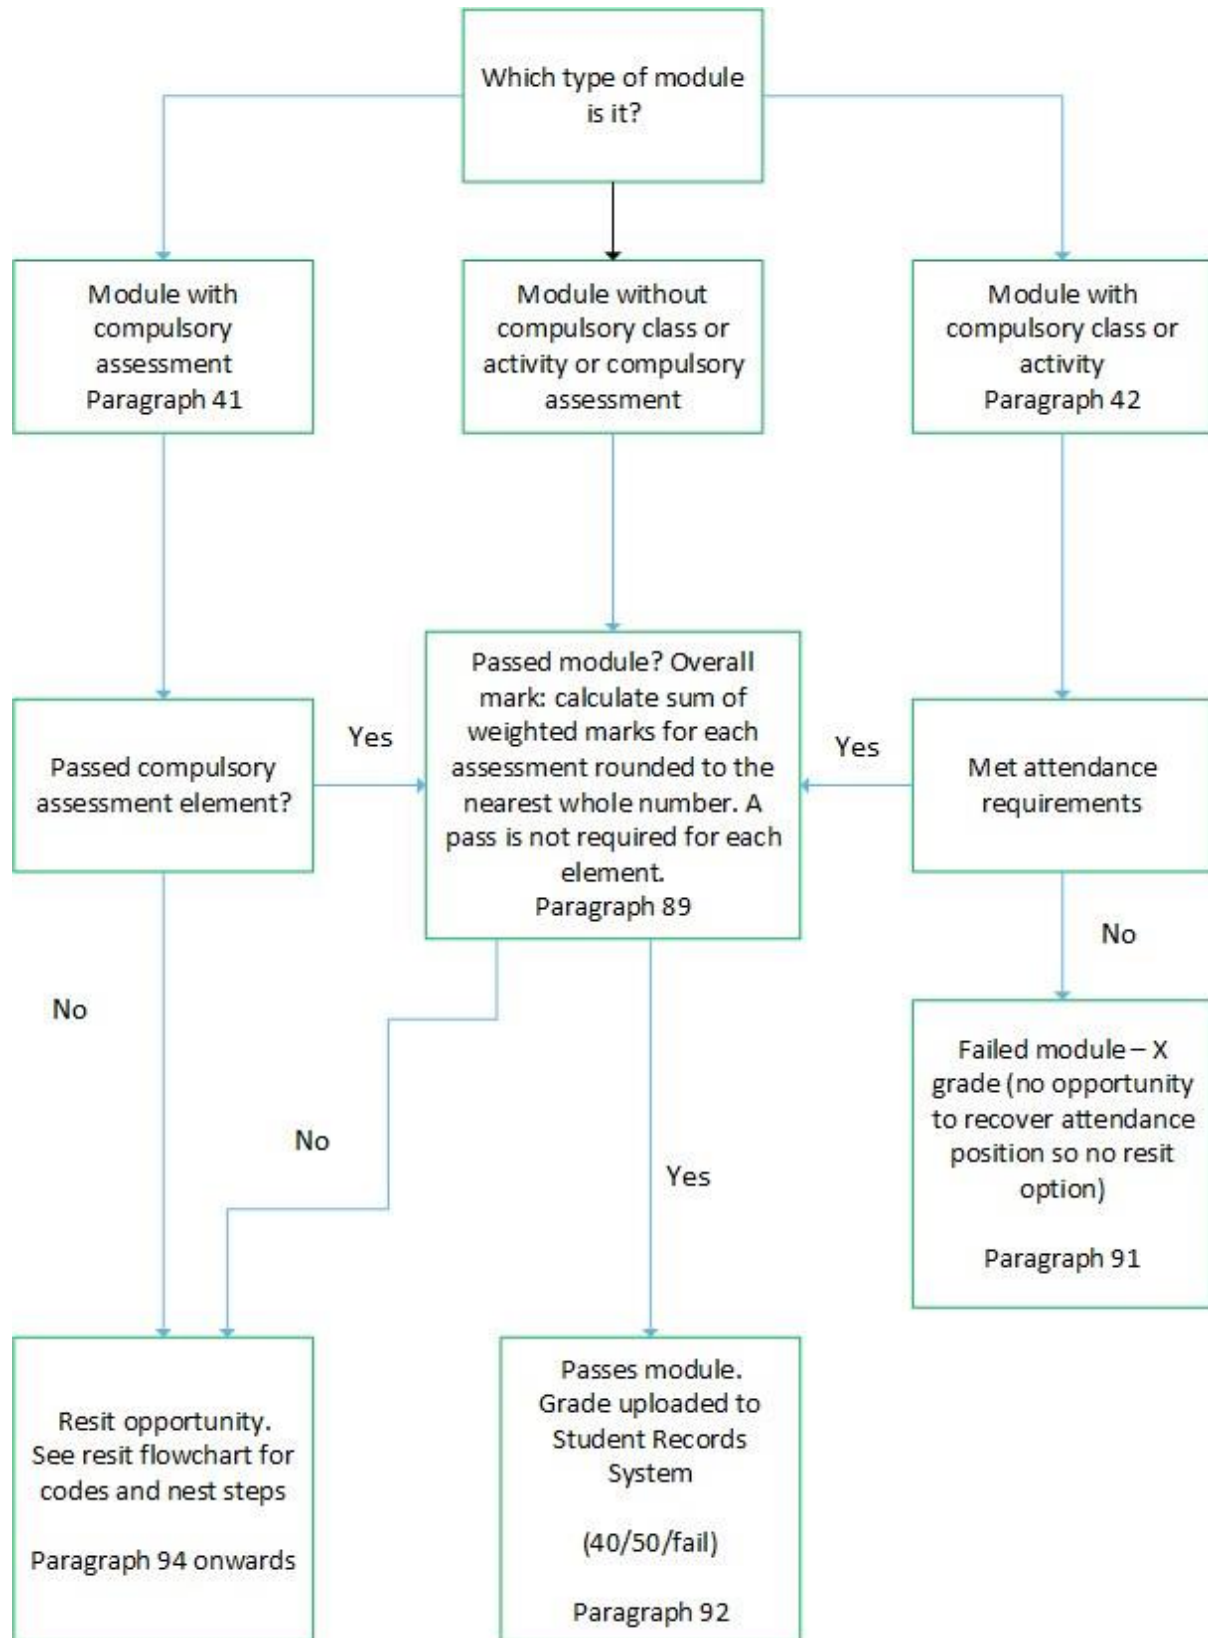 Which type of module
is it?
Module with
compulsory
assessment
Paragraph 41
Module without
compulsory class or
activity or compulsory
assessment
Module with
compulsory class or
activity
Paragraph 42
Passed compulsory
assessment element?
Yes
Passed module? Overall
mark: calculate sum of
weighted marks for each
assessment rounded to the
nearest whole number. A
pass is not required for each
element.
Paragraph 89
Yes
Met attendance
requirements
No
No
No
Yes
Failed module – X
grade (no opportunity
to recover attendance
position so no resit
option)
Paragraph 91
Resit opportunity.
See resit flowchart for
codes and nest steps
Paragraph 94 onwards
Passes module.
Grade uploaded to
Student Records
System
(40/50/fail)
Paragraph 92